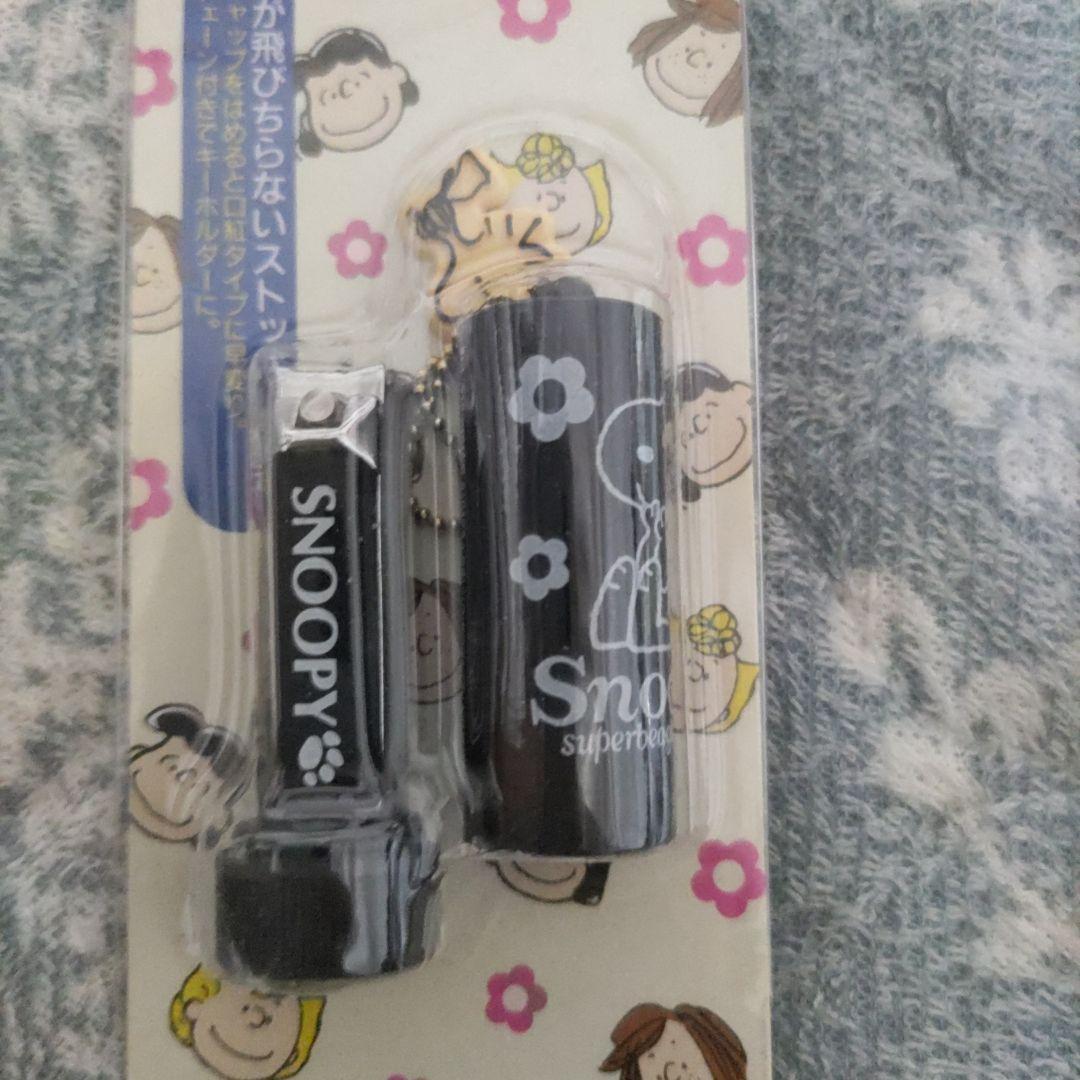 が飛びちらないストッ
ャップをはめると口紅タイプに早変
ェーン付きでキーホルダーに。
SNOOPY
Sno
superbea